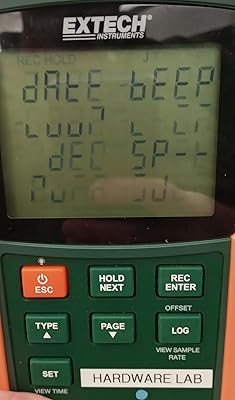 EXTECH
INSTRUMENTS
REC HOLD
dAtE bEEP
dEC SP-t
ESC
HOLD NEXT
REC ENTER
OFFSET
TYPE
PAGE
LOG
VIEW SAMPLE RATE
SET
HARDWARE LAB
VIEW TIME